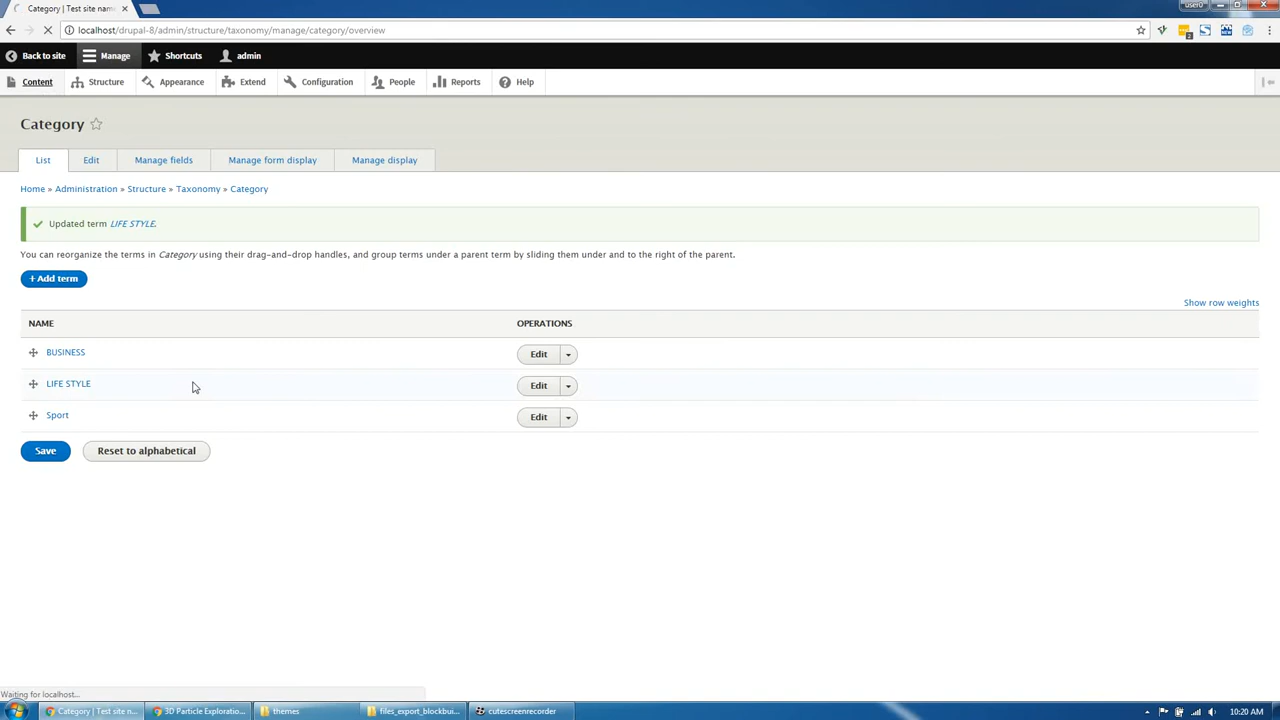 Category | Test site nam
user0
localhost/drupal-8/admin/structure/taxonomy/manage/category/overview
2
Back to site Manage Shortcuts admin
Content Structure Appearance Extend Configuration People Reports Help
Category
List Edit Manage fields Manage form display Manage display
Home » Administration » Structure » Taxonomy » Category
Updated term LIFE STYLE.
You can reorganize the terms in Category using their drag-and-drop handles, and group terms under a parent term by sliding them under and to the right of the parent.
+ Add term
Show row weights
NAME OPERATIONS
BUSINESS Edit
LIFE STYLE Edit
Sport Edit
Save Reset to alphabetical
Waiting for localhost...
Category | Test site n... 3D Particle Exploratio... themes files_export_blockbui... cutescreenrecorder 10:20 AM